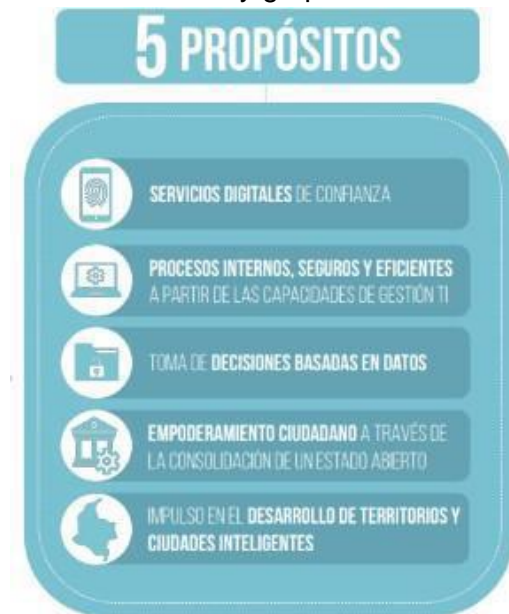 5 PROPÓSITOS
SERVICIOS DIGITALES DE CONFIANZA
PROCESOS INTERNOS, SEGUROS Y EFICIENTES
A PARTIR DE LAS CAPACIDADES DE GESTIÓN TI
TOMA DE DECISIONES BASADAS EN DATOS
EMPODERAMIENTO CIUDADANO A TRAVÉS DE
LA CONSOLIDACIÓN DE UN ESTADO ABIERTO
IMPULSO EN EL DESARROLLO DE TERRITORIOS Y
CIUDADES INTELIGENTES